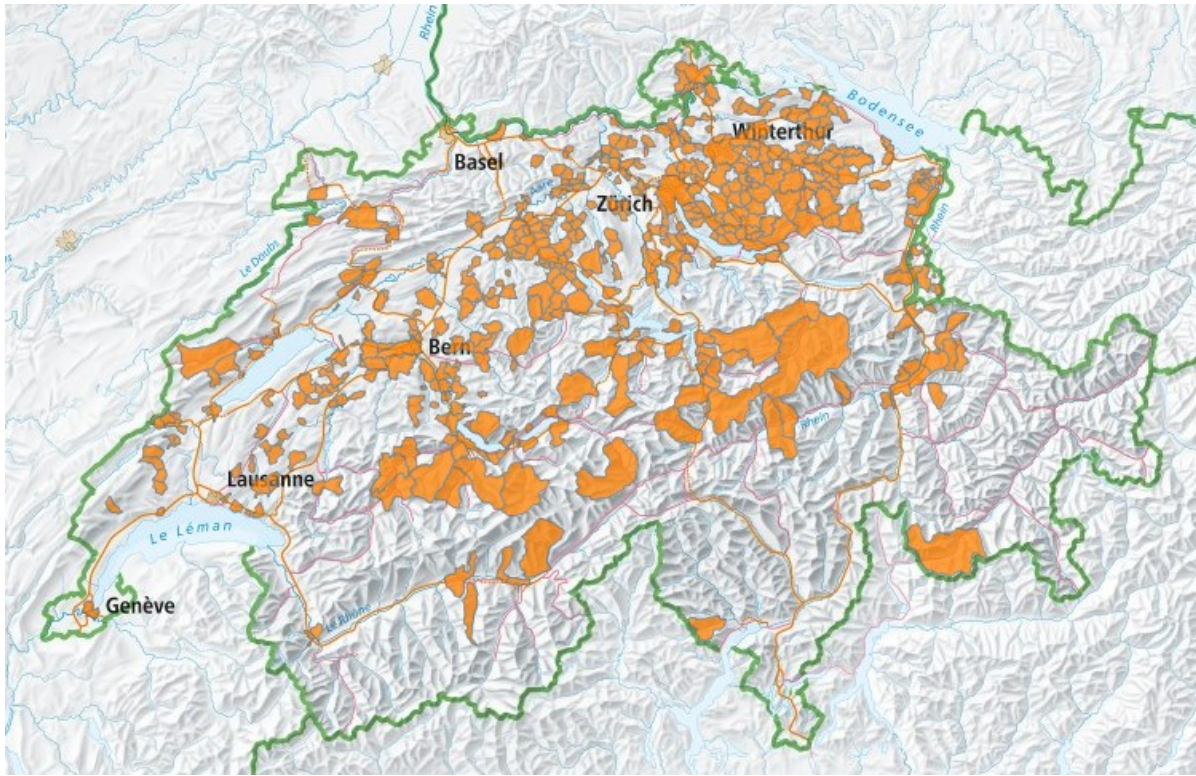 Rhein
Bodensee
Winterthur
Basel
Aare
Zürich
Rhein
Le Doubs
Bern
Rhein
Lausanne
Le Léman
Genève
Le Rhône